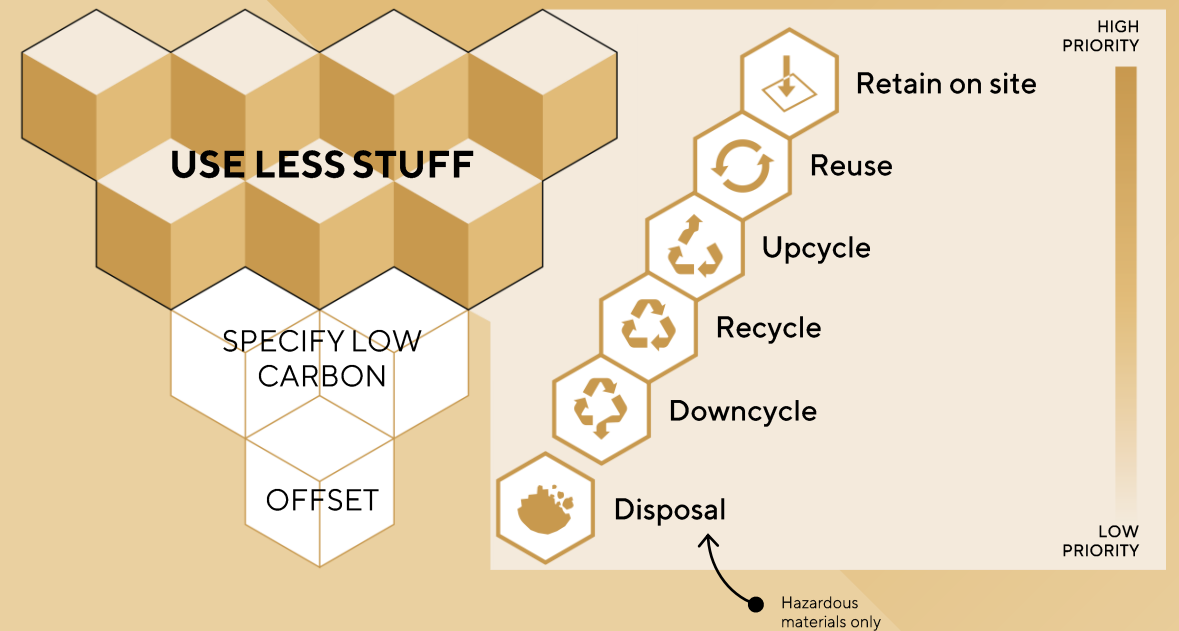 USE LESS STUFF
SPECIFY LOW
CARBON
OFFSET
Retain on site
Reuse
Upcycle
Recycle
Downcycle
Disposal
Hazardous
materials only
HIGH
PRIORITY
LOW
PRIORITY